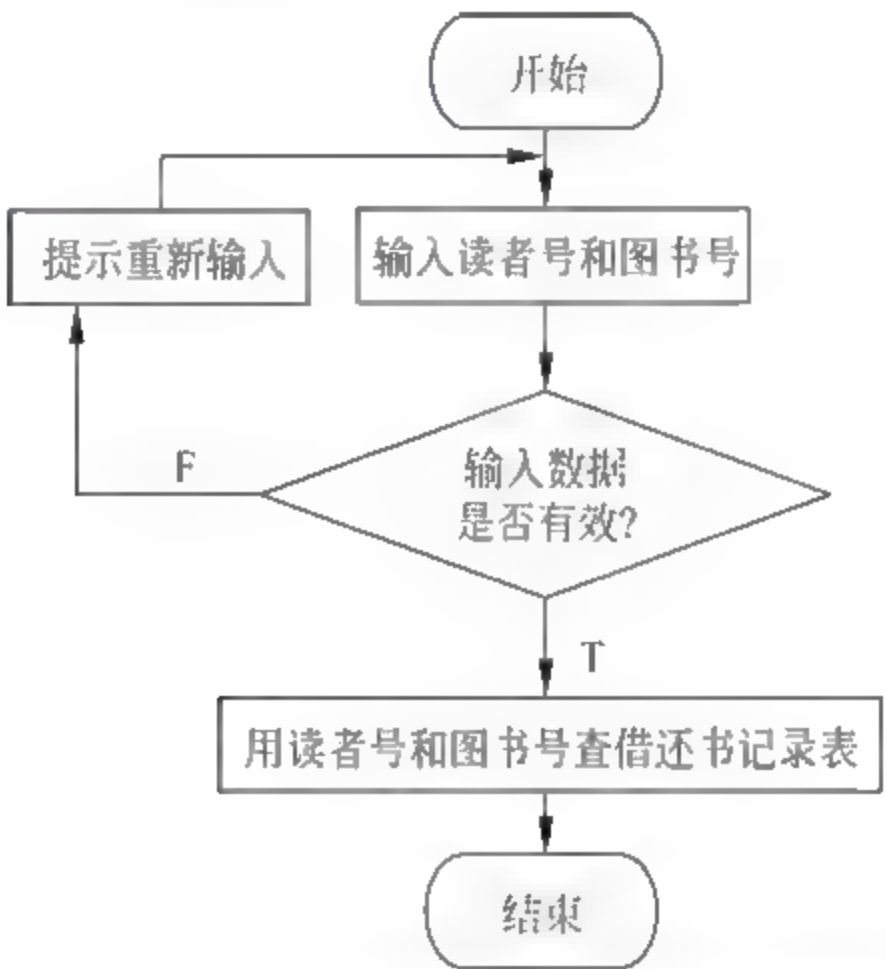 开始
提示重新输入
输入读者号和图书号
输入数据
是否有效?
F
T
用读者号和图书号查借还书记录表
结束